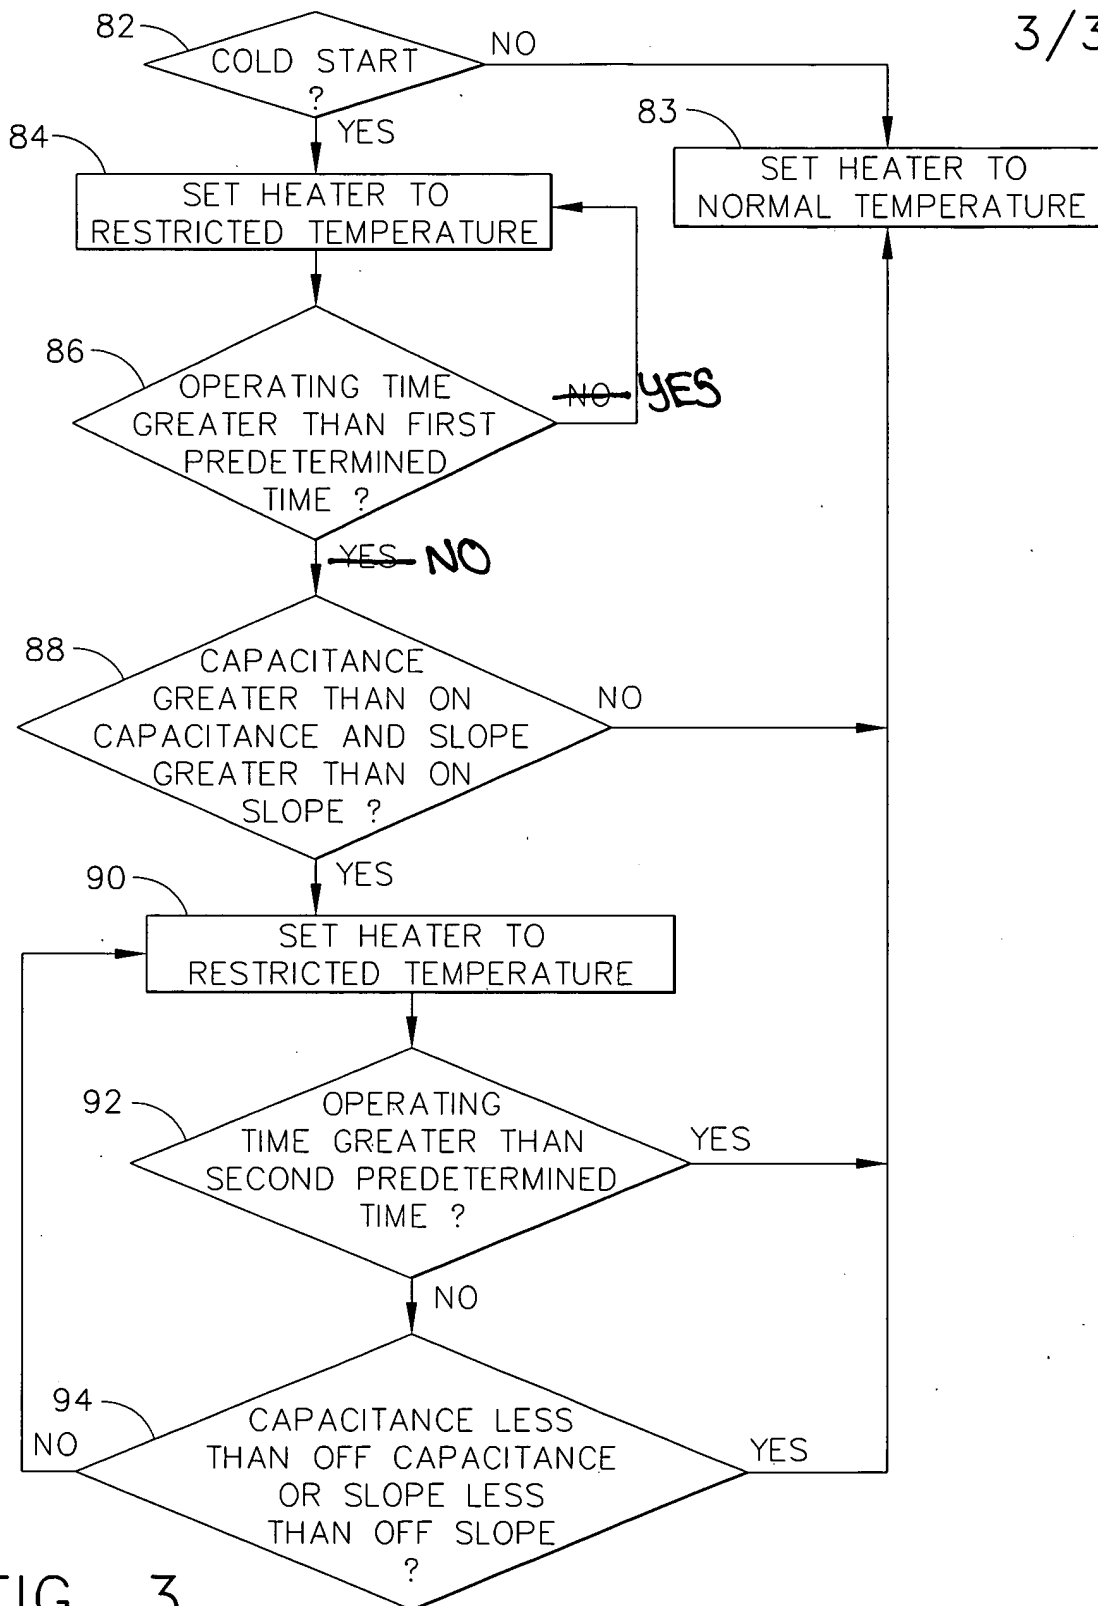 3/3
82
COLD START
?
NO
YES
83
SET HEATER TO
NORMAL TEMPERATURE
84
SET HEATER TO
RESTRICTED TEMPERATURE
86
OPERATING TIME
GREATER THAN FIRST
PREDETERMINED
TIME ?
NO YES
YES NO
88
CAPACITANCE
GREATER THAN ON
CAPACITANCE AND SLOPE
GREATER THAN ON
SLOPE ?
NO
YES
90
SET HEATER TO
RESTRICTED TEMPERATURE
92
OPERATING
TIME GREATER THAN
SECOND PREDETERMINED
TIME ?
YES
NO
94
CAPACITANCE LESS
THAN OFF CAPACITANCE
OR SLOPE LESS
THAN OFF SLOPE
?
NO
YES
FIG. 3